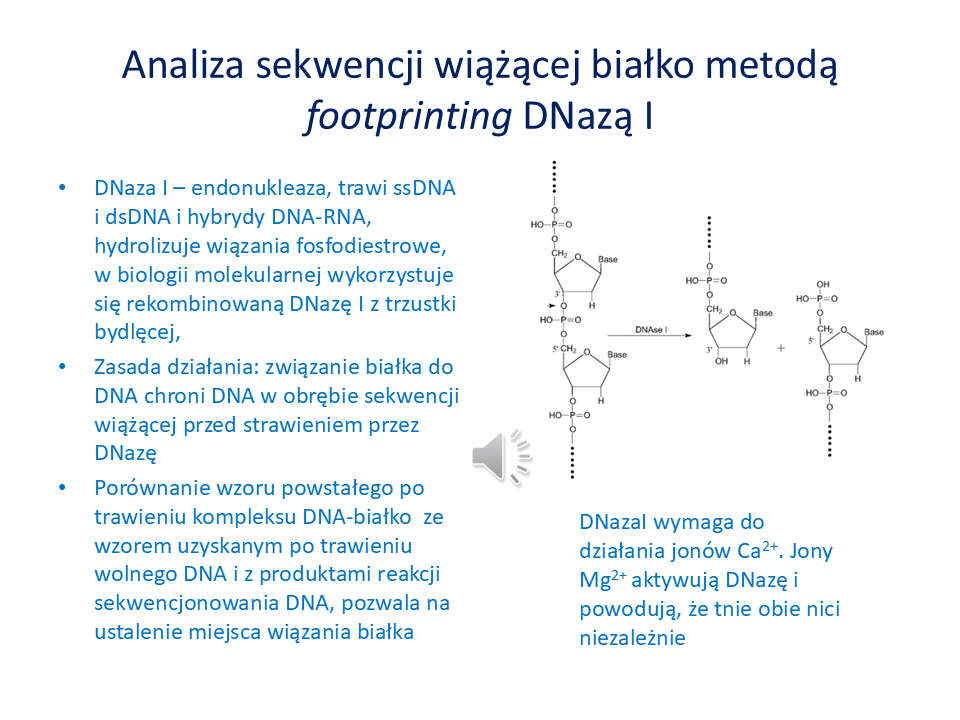 Analiza sekwencji wiążącej białko metodą
footprinting DNazą I
• DNaza I – endonukleaza, trawi ssDNA
i dsDNA i hybrydy DNA-RNA,
hydrolizuje wiązania fosfodiestrowe,
w biologii molekularnej wykorzystuje
się rekombinowaną DNazę I z trzustki
bydlęcej,
• Zasada działania: związanie białka do
DNA chroni DNA w obrębie sekwencji
wiążącej przed strawieniem przez
DNazę
• Porównanie wzoru powstałego po
trawieniu kompleksu DNA-białko ze
wzorem uzyskanym po trawieniu
wolnego DNA i z produktami reakcji
sekwencjonowania DNA, pozwala na
ustalenie miejsca wiązania białka
O
HO–P=O
O
CH₂
O
Base
3'
O
H
HO–P=O
O
5' CH₂
O
Base
O
H
HO–P=O
O
DNAse I
O
HO–P=O
O
CH₂
O
Base
3'
OH
H
+
OH
HO–P=O
O
5'
CH₂
O
Base
O
H
HO–P=O
O
DNazaI wymaga do
działania jonów Ca²⁺. Jony
Mg²⁺ aktywują DNazę i
powodują, że tnie obie nici
niezależnie